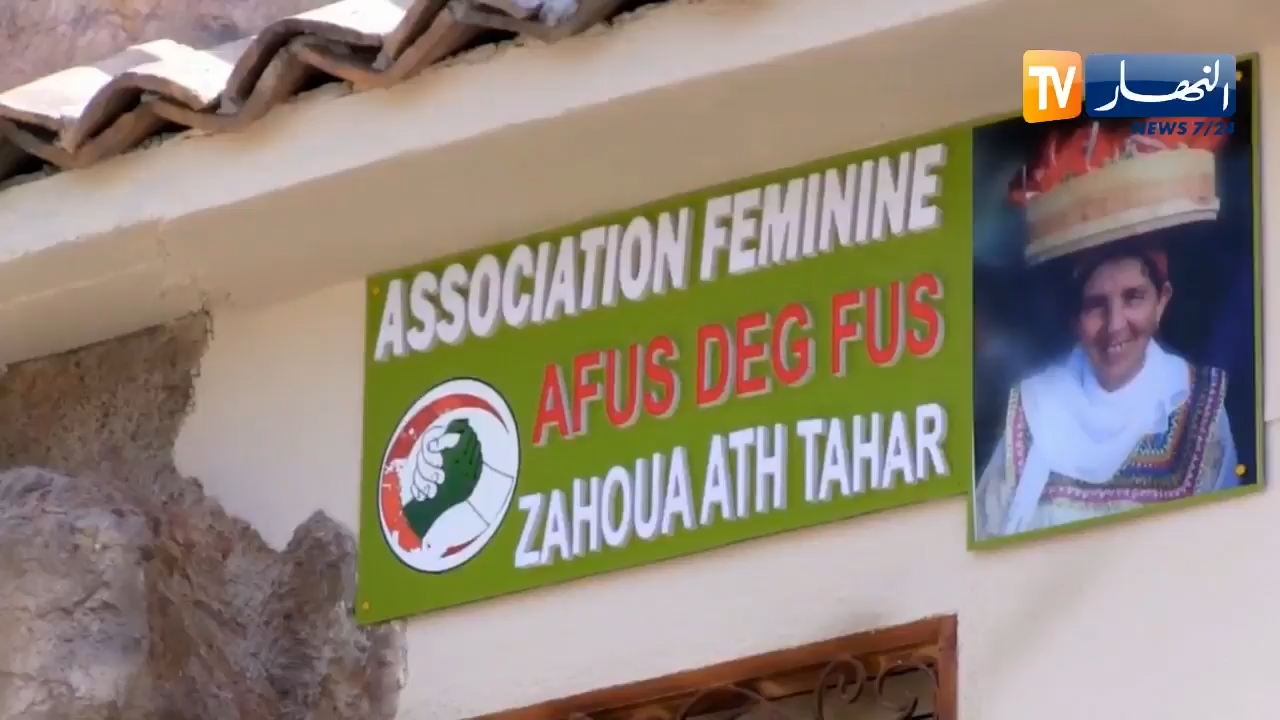 TV النهار
NEWS 7/24
ASSOCIATION FEMININE
AFUS DEG FUS
ZAHOUA ATH TAHAR